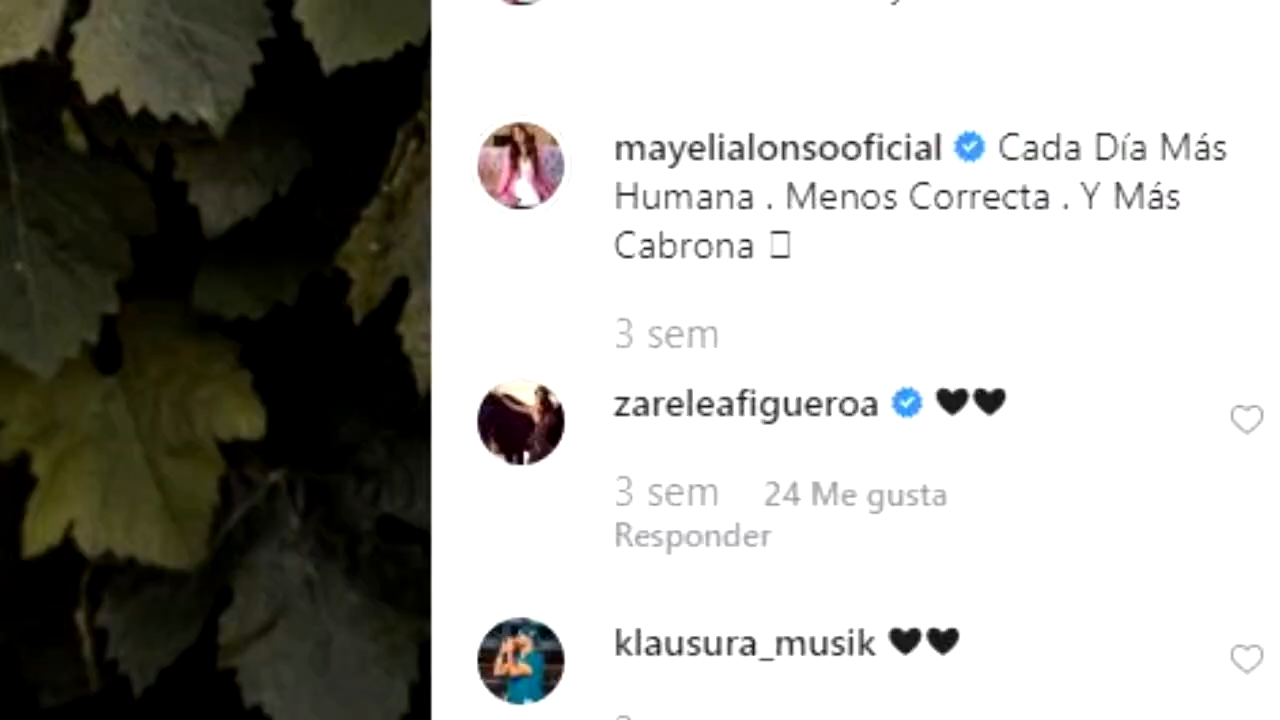 mayelialonsooficial Cada Día Más
Humana . Menos Correcta . Y Más
Cabrona
3 sem
zareleafigueroa 🖤🖤
3 sem 24 Me gusta
Responder
klausura_musik 🖤🖤